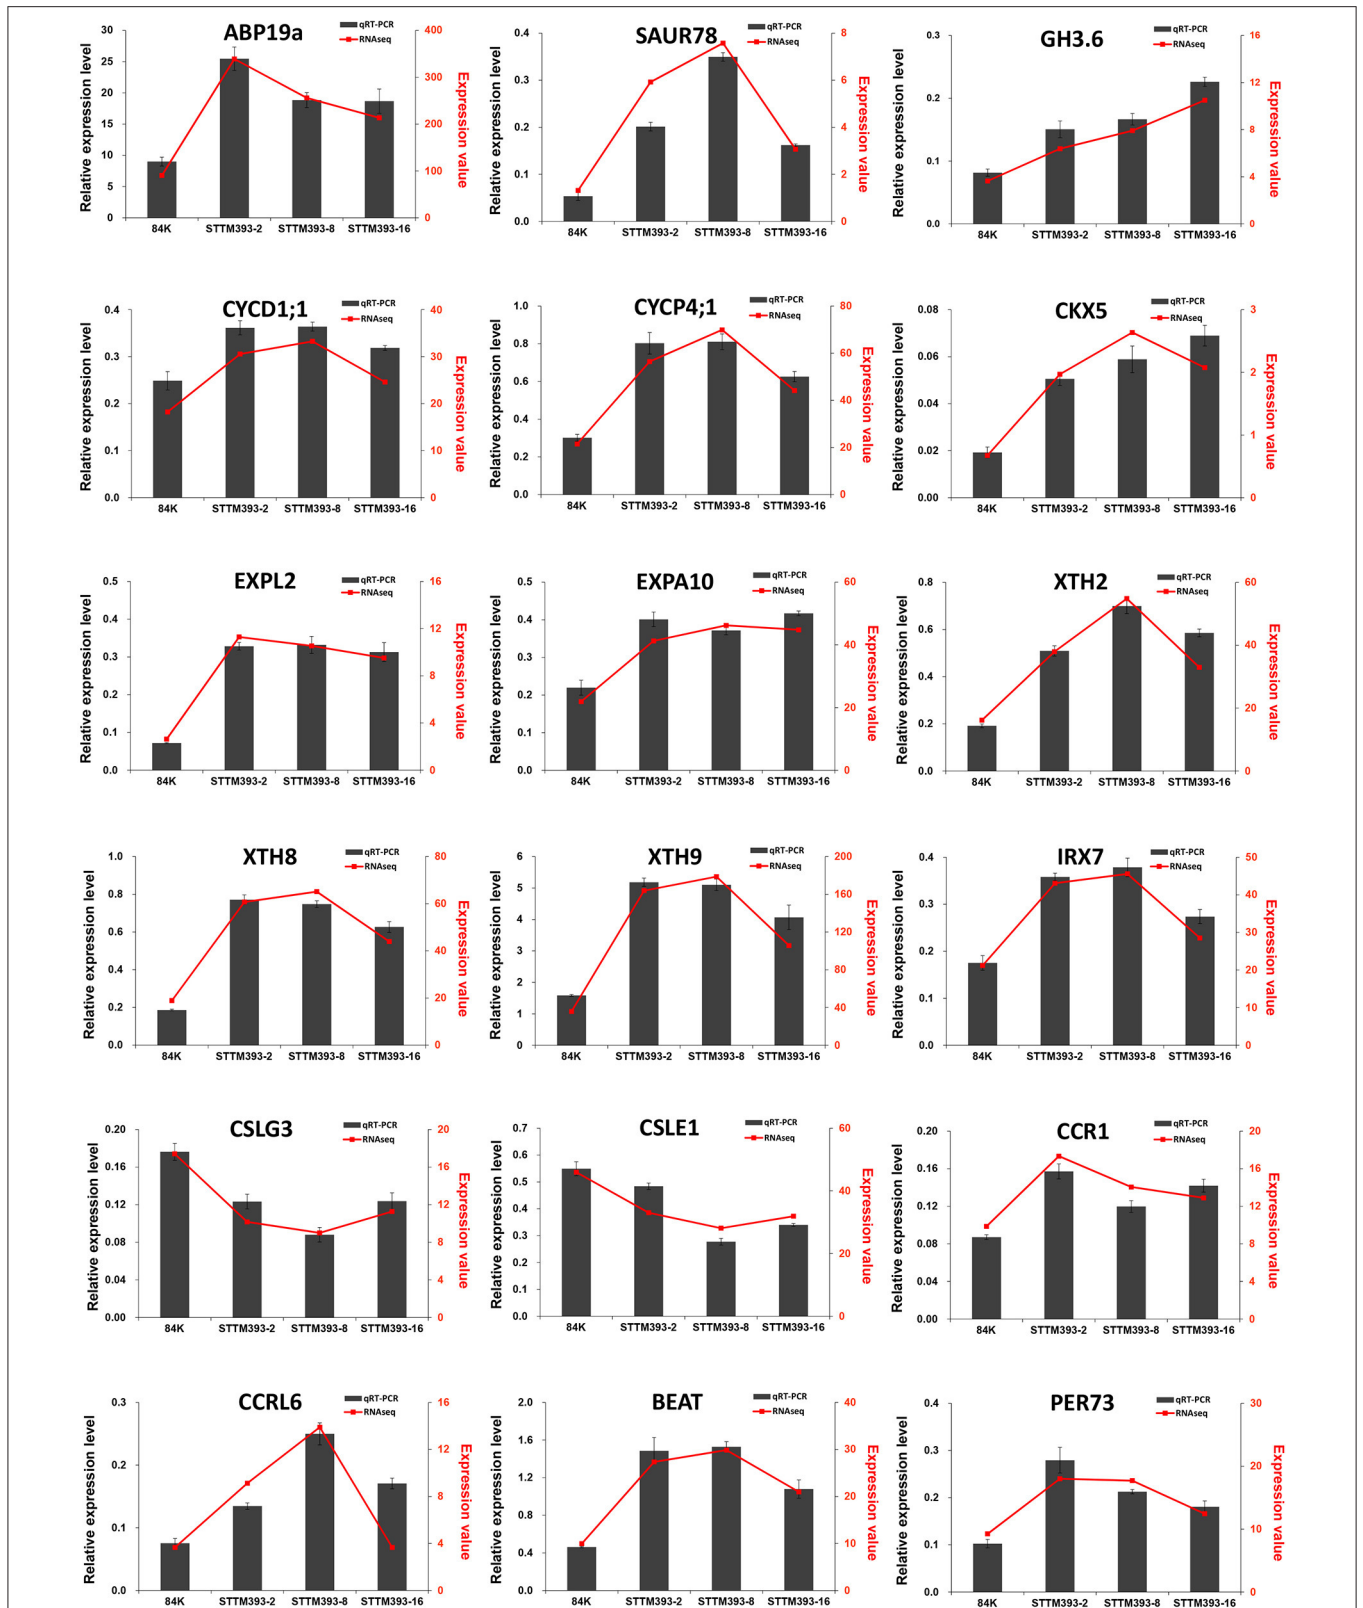 ABP19a
qRT-PCR
RNAseq
Relative expression level
30
25
20
15
10
5
0
400
300
200
100
0
Expression value
84K STTM393-2 STTM393-8 STTM393-16
SAUR78
qRT-PCR
RNAseq
Relative expression level
0.4
0.3
0.2
0.1
0.0
8
6
4
2
0
Expression value
84K STTM393-2 STTM393-8 STTM393-16
GH3.6
qRT-PCR
RNAseq
Relative expression level
0.3
0.2
0.1
0.0
16
12
8
4
0
Expression value
84K STTM393-2 STTM393-8 STTM393-16
CYCD1;1
qRT-PCR
RNAseq
Relative expression level
0.4
0.3
0.2
0.1
0.0
40
30
20
10
0
Expression value
84K STTM393-2 STTM393-8 STTM393-16
CYCP4;1
qRT-PCR
RNAseq
Relative expression level
1.0
0.8
0.6
0.4
0.2
0.0
80
60
40
20
0
Expression value
84K STTM393-2 STTM393-8 STTM393-16
CKX5
qRT-PCR
RNAseq
Relative expression level
0.08
0.06
0.04
0.02
0.00
3
2
1
0
Expression value
84K STTM393-2 STTM393-8 STTM393-16
EXPL2
qRT-PCR
RNAseq
Relative expression level
0.5
0.4
0.3
0.2
0.1
0.0
16
12
8
4
0
Expression value
84K STTM393-2 STTM393-8 STTM393-16
EXPA10
qRT-PCR
RNAseq
Relative expression level
0.5
0.4
0.3
0.2
0.1
0.0
60
40
20
0
Expression value
84K STTM393-2 STTM393-8 STTM393-16
XTH2
qRT-PCR
RNAseq
Relative expression level
0.8
0.6
0.4
0.2
0.0
60
40
20
0
Expression value
84K STTM393-2 STTM393-8 STTM393-16
XTH8
qRT-PCR
RNAseq
Relative expression level
1.0
0.8
0.6
0.4
0.2
0.0
80
60
40
20
0
Expression value
84K STTM393-2 STTM393-8 STTM393-16
XTH9
qRT-PCR
RNAseq
Relative expression level
6
5
4
3
2
1
0
200
160
120
80
40
0
Expression value
84K STTM393-2 STTM393-8 STTM393-16
IRX7
qRT-PCR
RNAseq
Relative expression level
0.4
0.3
0.2
0.1
0.0
50
40
30
20
10
0
Expression value
84K STTM393-2 STTM393-8 STTM393-16
CSLG3
qRT-PCR
RNAseq
Relative expression level
0.20
0.16
0.12
0.08
0.04
0.00
20
16
12
8
4
0
Expression value
84K STTM393-2 STTM393-8 STTM393-16
CSLE1
qRT-PCR
RNAseq
Relative expression level
0.7
0.6
0.5
0.4
0.3
0.2
0.1
0.0
60
40
20
0
Expression value
84K STTM393-2 STTM393-8 STTM393-16
CCR1
qRT-PCR
RNAseq
Relative expression level
0.20
0.16
0.12
0.08
0.04
0.00
20
16
12
8
4
0
Expression value
84K STTM393-2 STTM393-8 STTM393-16
CCRL6
qRT-PCR
RNAseq
Relative expression level
0.3
0.2
0.1
0.0
16
12
8
4
0
Expression value
84K STTM393-2 STTM393-8 STTM393-16
BEAT
qRT-PCR
RNAseq
Relative expression level
2.0
1.6
1.2
0.8
0.4
0.0
40
30
20
10
0
Expression value
84K STTM393-2 STTM393-8 STTM393-16
PER73
qRT-PCR
RNAseq
Relative expression level
0.4
0.3
0.2
0.1
0.0
30
20
10
0
Expression value
84K STTM393-2 STTM393-8 STTM393-16